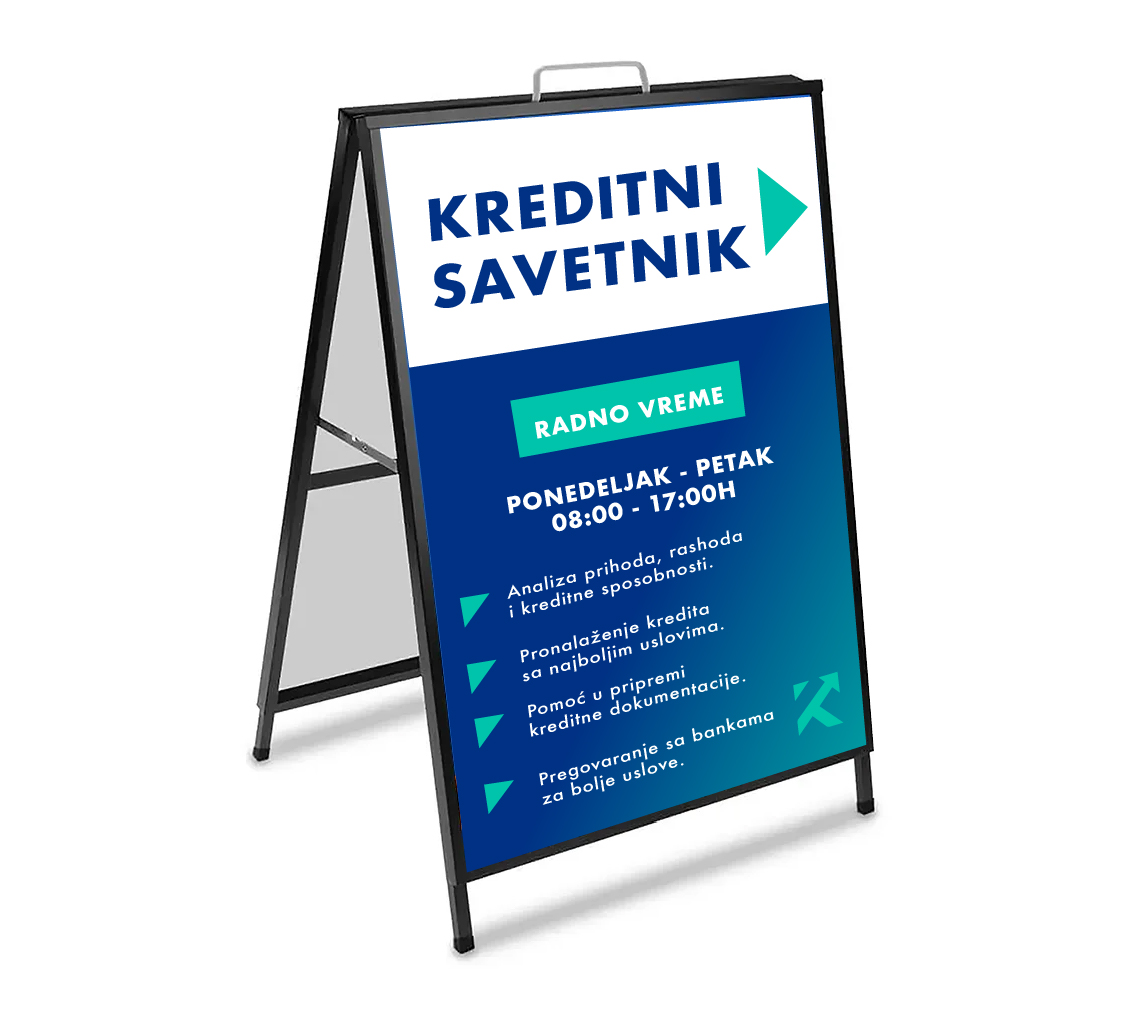 KREDITNI
SAVETNIK
RADNO VREME
PONEDELJAK - PETAK
08:00 - 17:00H
Analiza prihoda, rashoda
i kreditne sposobnosti.
Pronalaženje kredita
sa najboljim uslovima.
Pomoć u pripremi
kreditne dokumentacije.
Pregovaranje sa bankama
za bolje uslove.